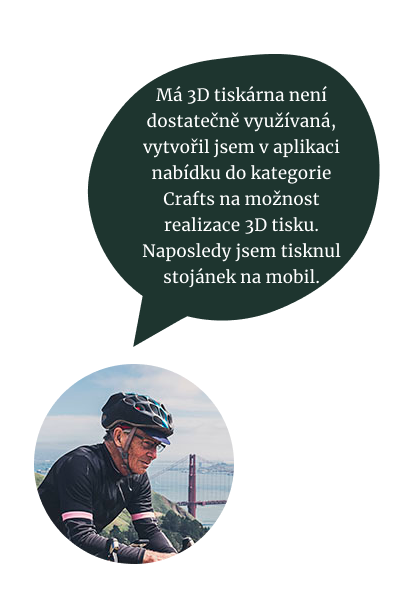 Má 3D tiskárna není
dostatečně využívaná,
vytvořil jsem v aplikaci
nabídku do kategorie
Crafts na možnost
realizace 3D tisku.
Naposledy jsem tisknul
stojánek na mobil.